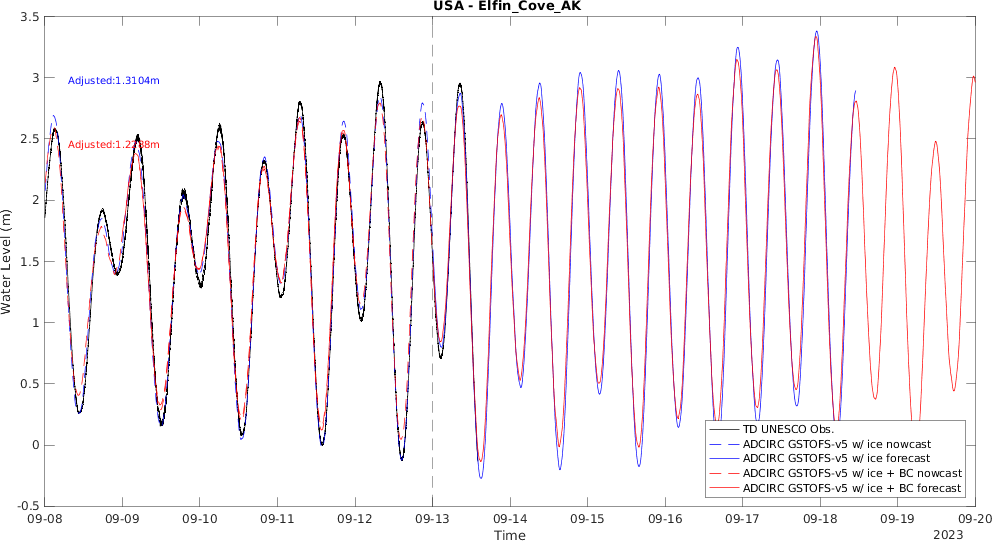 USA - Elfin_Cove_AK
3.5
3
2.5
2
1.5
1
0.5
0
-0.5
Water Level (m)
Adjusted:1.3104m
09-08
09-09
09-10
09-11
09-12
09-13
09-14
09-15
09-16
09-17
09-18
09-19
09-20
2023
Time
TD UNESCO Obs.
ADCIRC GSTOFS-v5 w/ ice nowcast
ADCIRC GSTOFS-v5 w/ ice forecast
ADCIRC GSTOFS-v5 w/ ice + BC nowcast
ADCIRC GSTOFS-v5 w/ ice + BC forecast